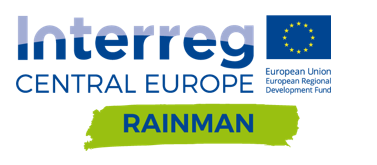 Interreg
CENTRAL EUROPE
European Union
European Regional
Development Fund
RAINMAN